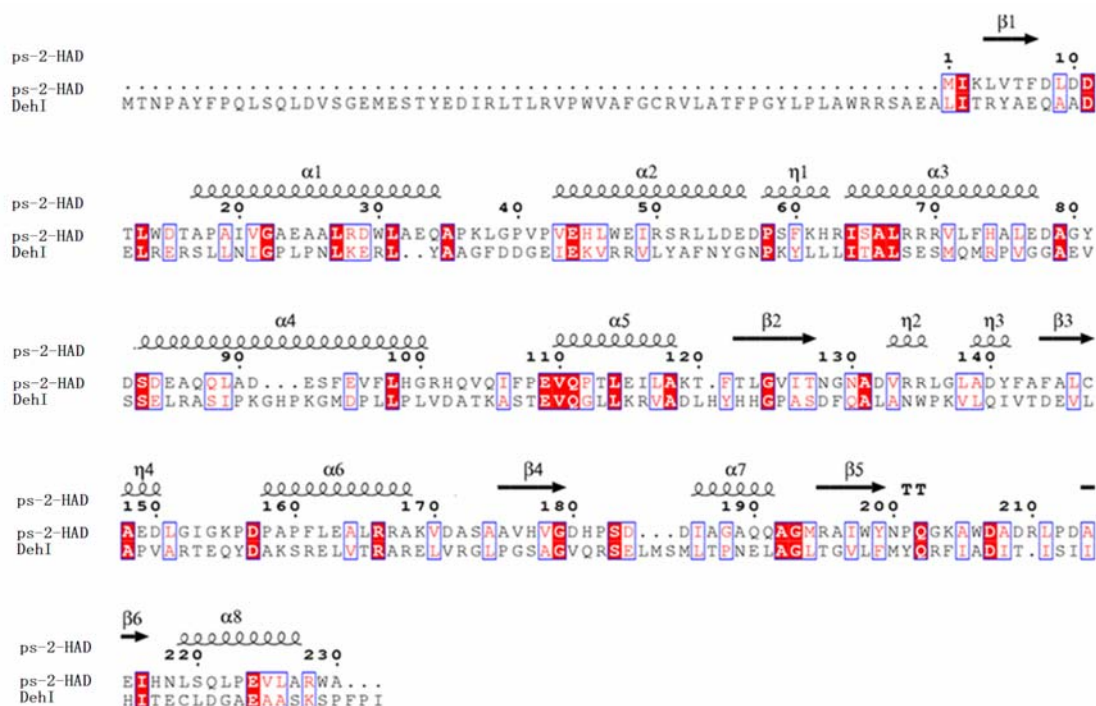 β1
ps-2-HAD 1 10
ps-2-HAD ...........................................................MIKLVTFDLDD
DehI MTNPAYFPQLSQLDVSGEMESTYEDIRLTLRVPWVAFGCRVLATFPGYLPLAWRRSAEALITRYAEQAAD
α1 α2 η1 α3
ps-2-HAD 20 30 40 50 60 70 80
ps-2-HAD TLWDTAPAIVGAEAALRDWLAEQAPKLGPVPVEHLWEIRSRLLDEDPSFKHRISALRRRVLFHALEDAGY
DehI ELRERSLLNIGPLPNLKERL..YAAGFDDGEIEKVRRVLYAFNYGNPKYLLLITALSESMQMRPVGGAEV
α4 α5 β2 η2 η3 β3
ps-2-HAD 90 100 110 120 130 140
ps-2-HAD DSDEAQQLAD...ESFEVFLHGRHQVQIFPEVQPTLEILAKT.FTLGVITNGNADVRRLGLADYFAFALC
DehI SSELRASIPKGHPKGMDPLLPLVDATKASTEVQGLLKRVADLHYHHGPASDFQALANWPKVLQIVTDEVL
η4 α6 β4 α7 β5
ps-2-HAD TT
150 160 170 180 190 200 210
ps-2-HAD AEDLGIGKPDPAPFLEALRRAKVDASAAVHVGDHPSD...DIAGAQQAGMRAIWYNPQGKAWDADRLPDA
DehI APVARTEQYDAKSRELVTRARELVRGLPGSAGVQRSELMSMLTPNELAGLTGVLFMYQRFIADIT.ISII
β6 α8
ps-2-HAD 220 230
ps-2-HAD EIHNLSQLPEVLARWA...
DehI HITECLDGAEAASKSPFPI